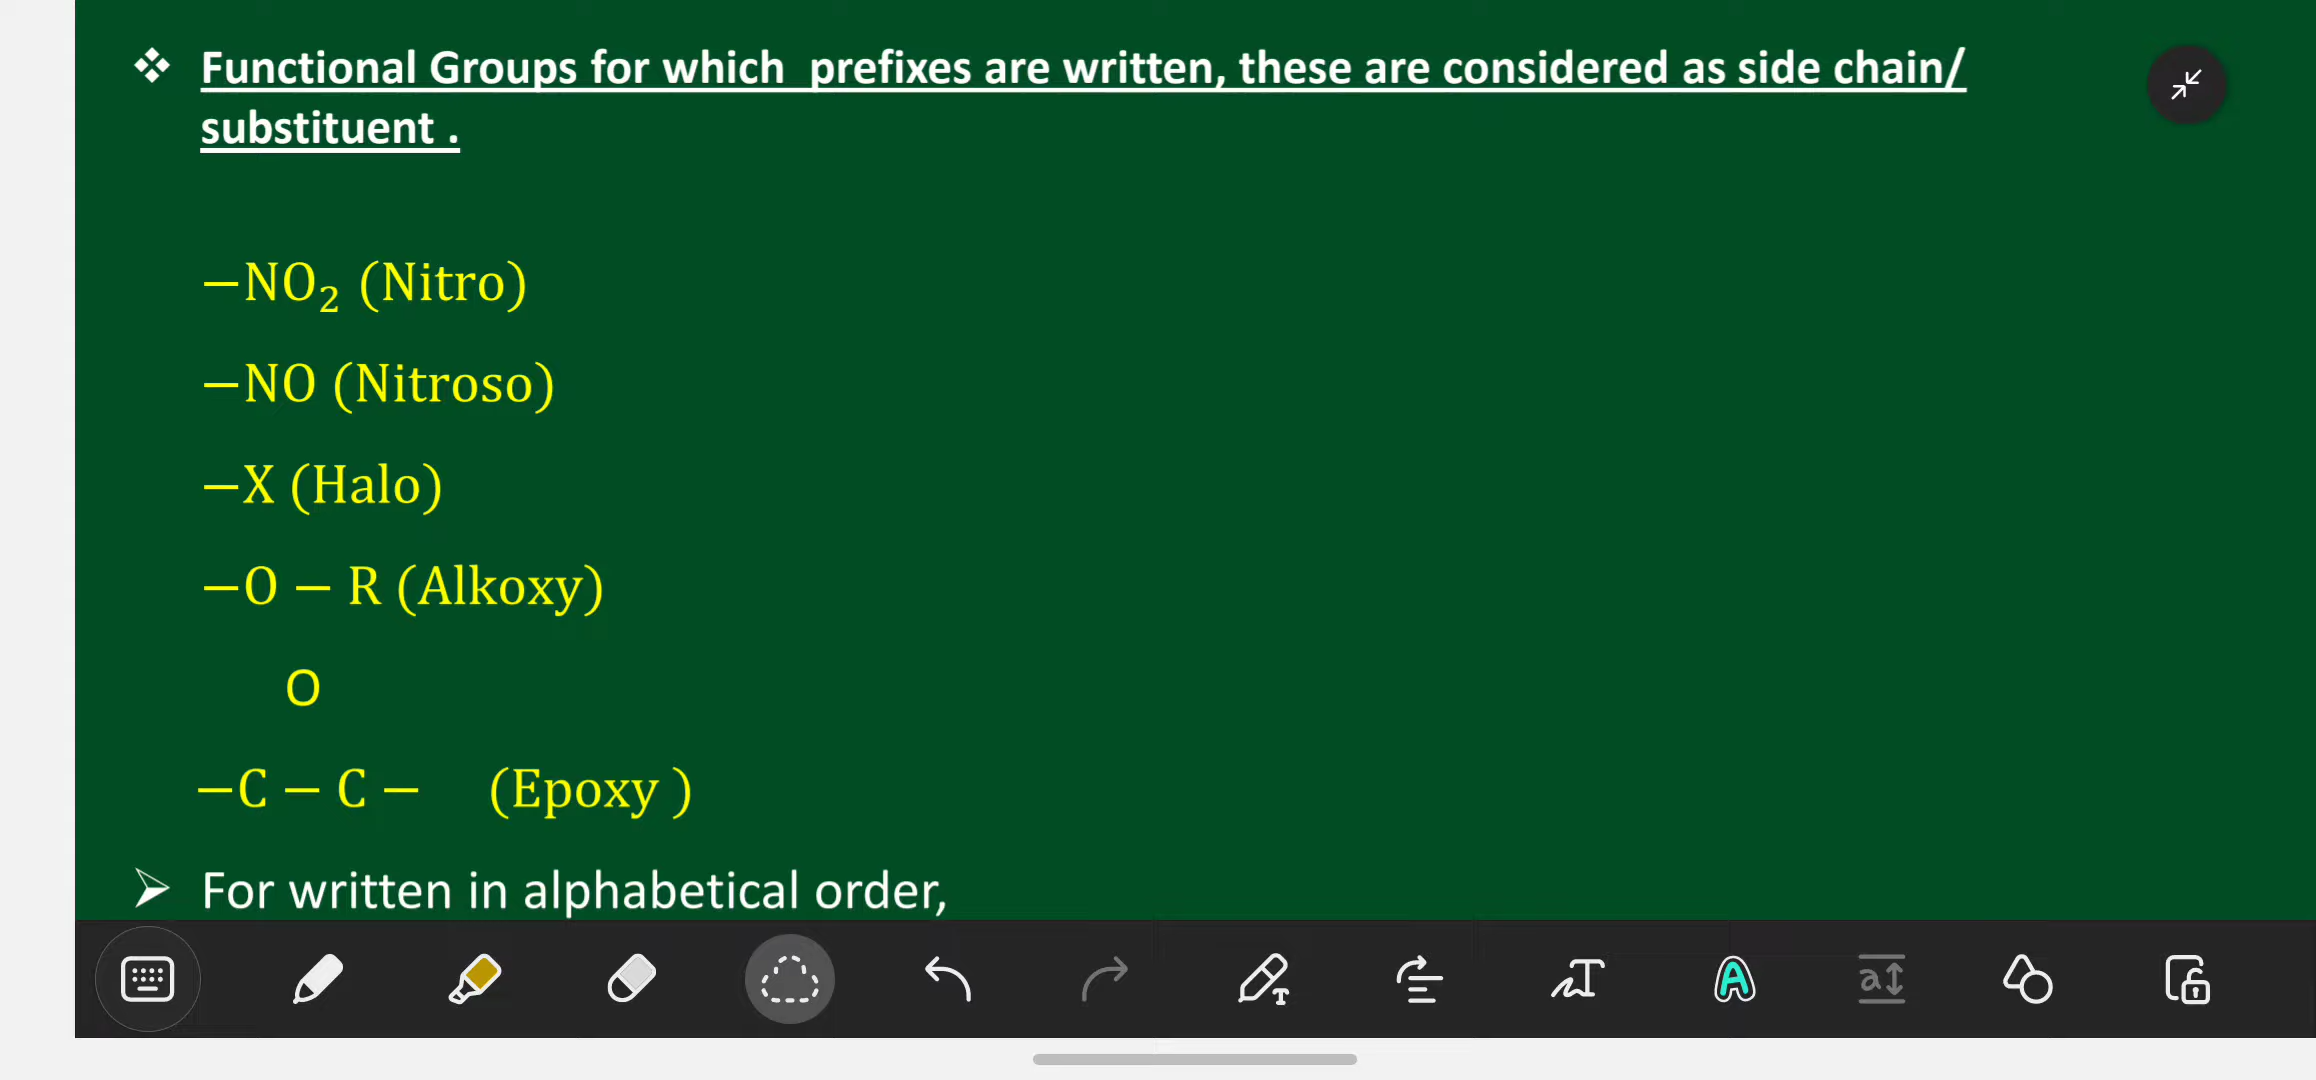 ❖ Functional Groups for which prefixes are written, these are considered as side chain/
substituent .
−NO₂ (Nitro)
−NO (Nitroso)
−X (Halo)
−O − R (Alkoxy)
O
−C − C − (Epoxy )
➢ For written in alphabetical order,